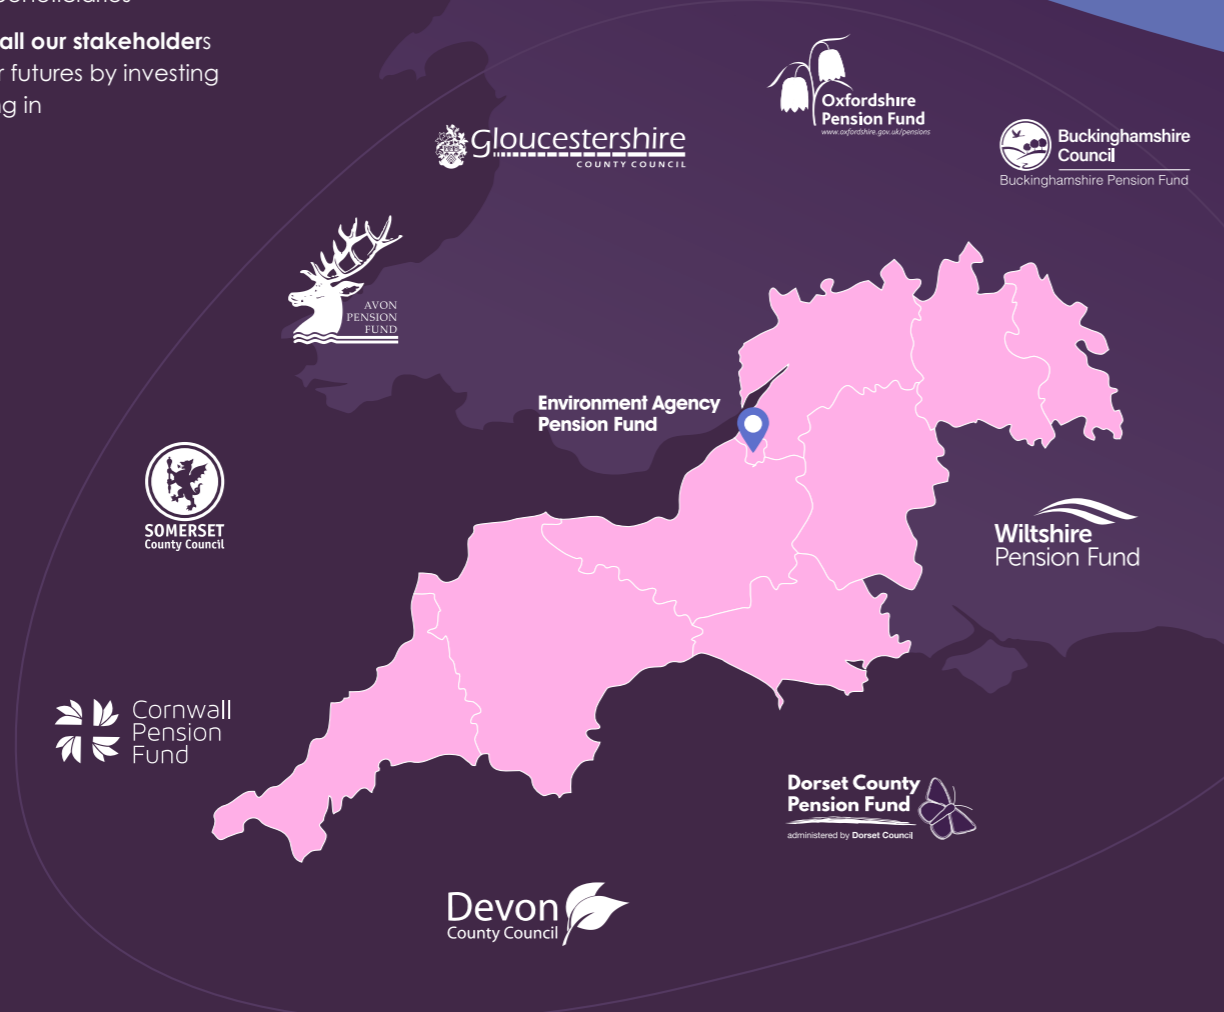 all our stakeholders
r futures by investing
g in
Oxfordshire
Pension Fund
www.oxfordshire.gov.uk/pensions
Gloucestershire
COUNTY COUNCIL
Buckinghamshire
Council
Buckinghamshire Pension Fund
AVON
PENSION
FUND
Environment Agency
Pension Fund
SOMERSET
County Council
Wiltshire
Pension Fund
Cornwall
Pension
Fund
Dorset County
Pension Fund
administered by Dorset Council
Devon
County Council